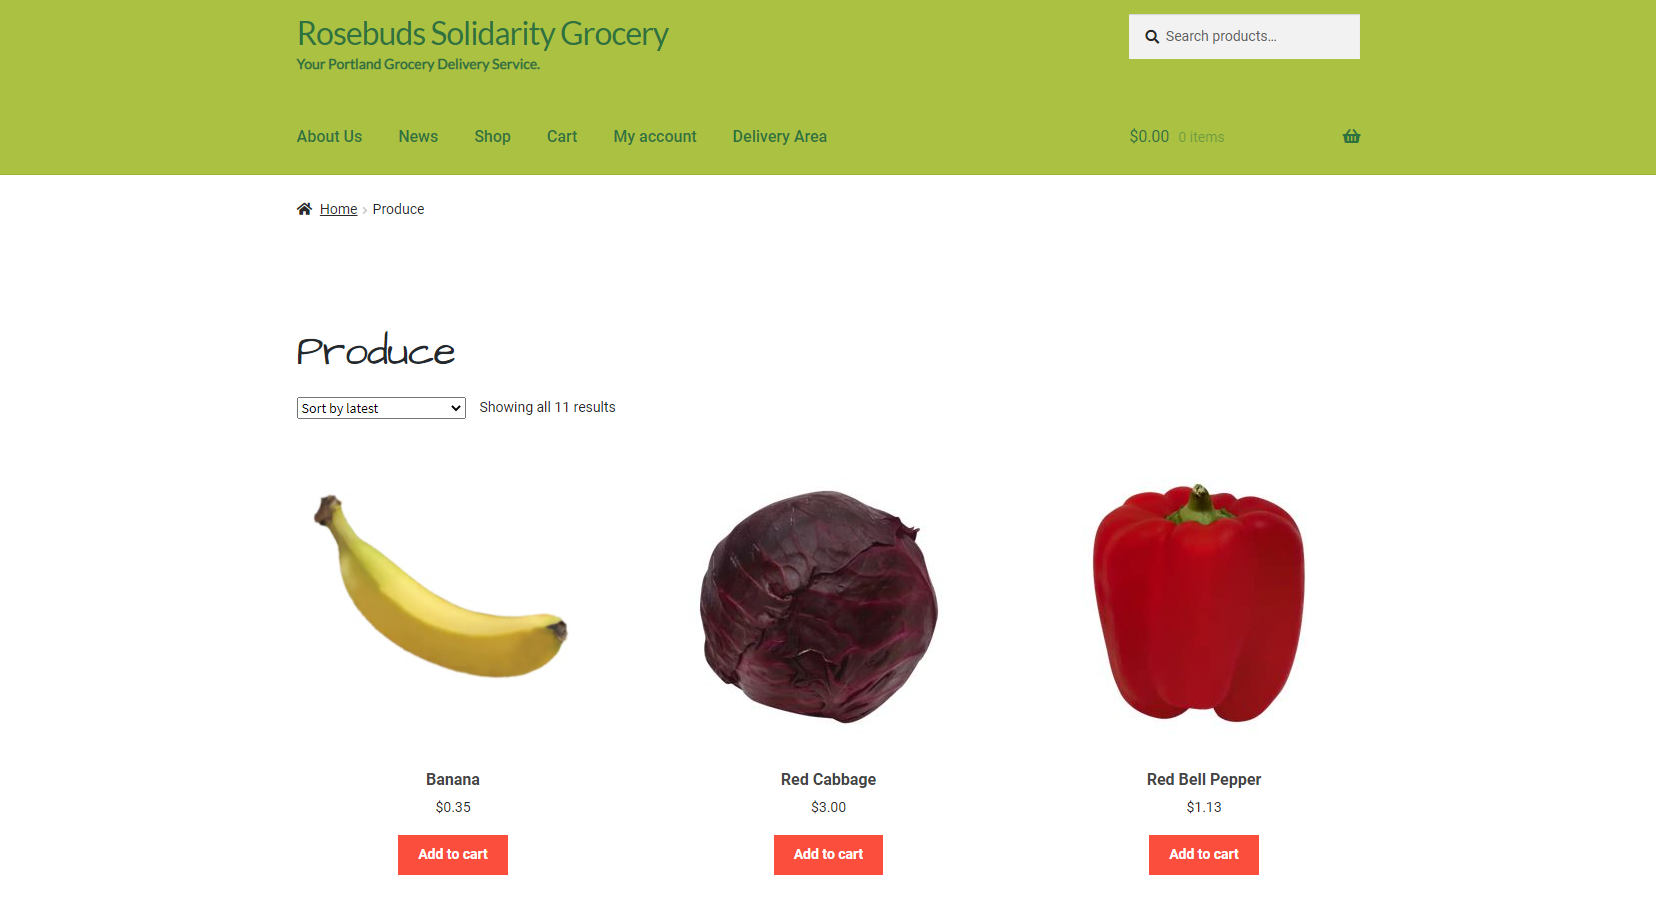 Rosebuds Solidarity Grocery
Your Portland Grocery Delivery Service.
Search products…
About Us News Shop Cart My account Delivery Area $0.00 0 items
Home › Produce
Produce
Sort by latest Showing all 11 results
Banana Red Cabbage Red Bell Pepper
$0.35 $3.00 $1.13
Add to cart Add to cart Add to cart